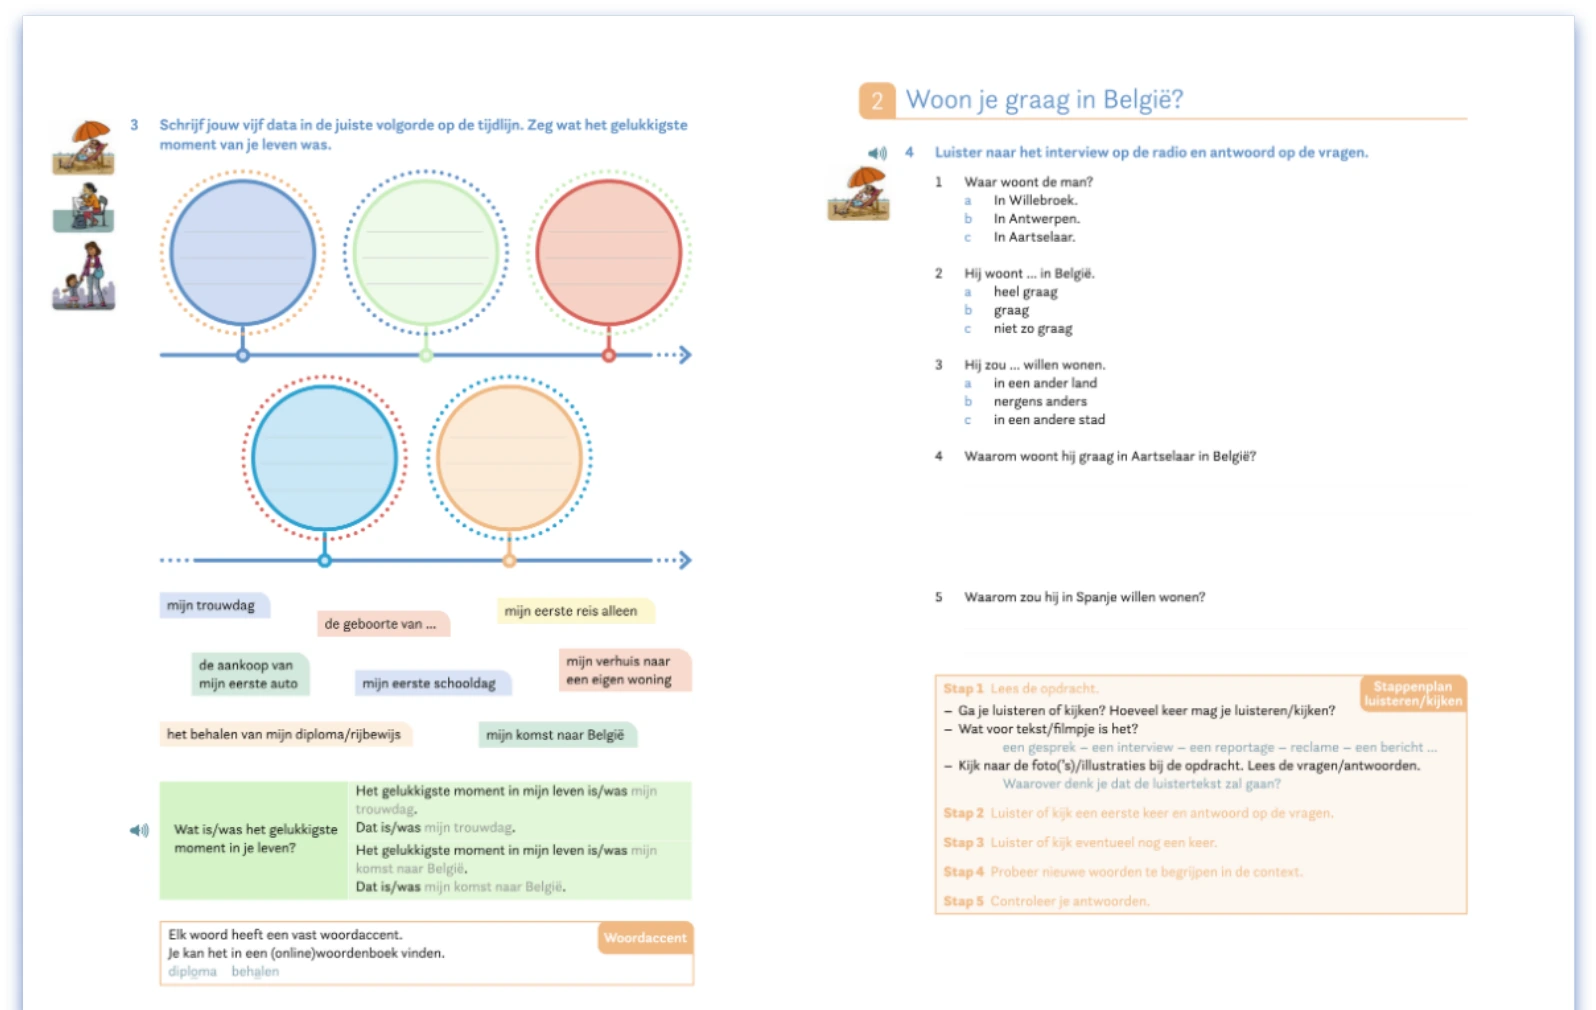 3 Schrijf jouw vijf data in de juiste volgorde op de tijdlijn. Zeg wat het gelukkigste
moment van je leven was.
mijn trouwdag
de geboorte van ...
mijn eerste reis alleen
de aankoop van
mijn eerste auto
mijn eerste schooldag
mijn verhuis naar
een eigen woning
het behalen van mijn diploma/rijbewijs
mijn komst naar België
Wat is/was het gelukkigste
moment in je leven?
Het gelukkigste moment in mijn leven is/was mijn
trouwdag.
Dat is/was mijn trouwdag.
Het gelukkigste moment in mijn leven is/was mijn
komst naar België.
Dat is/was mijn komst naar België.
Woordaccent
Elk woord heeft een vast woordaccent.
Je kan het in een (online)woordenboek vinden.
diploma behalen
2 Woon je graag in België?
4 Luister naar het interview op de radio en antwoord op de vragen.
1 Waar woont de man?
a In Willebroek.
b In Antwerpen.
c In Aartselaar.
2 Hij woont ... in België.
a heel graag
b graag
c niet zo graag
3 Hij zou ... willen wonen.
a in een ander land
b nergens anders
c in een andere stad
4 Waarom woont hij graag in Aartselaar in België?
5 Waarom zou hij in Spanje willen wonen?
Stappenplan
luisteren/kijken
Stap 1 Lees de opdracht.
– Ga je luisteren of kijken? Hoeveel keer mag je luisteren/kijken?
– Wat voor tekst/filmpje is het?
een gesprek – een interview – een reportage – reclame – een bericht ...
– Kijk naar de foto('s)/illustraties bij de opdracht. Lees de vragen/antwoorden.
Waarover denk je dat de luistertekst zal gaan?
Stap 2 Luister of kijk een eerste keer en antwoord op de vragen.
Stap 3 Luister of kijk eventueel nog een keer.
Stap 4 Probeer nieuwe woorden te begrijpen in de context.
Stap 5 Controleer je antwoorden.